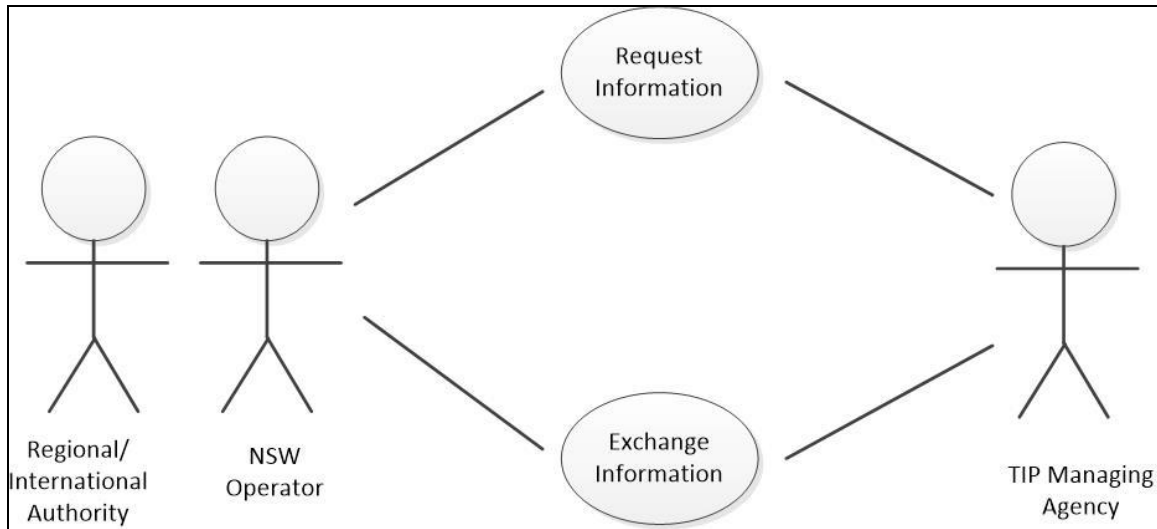 Request
Information
Regional/
International
Authority
NSW
Operator
Exchange
Information
TIP Managing
Agency